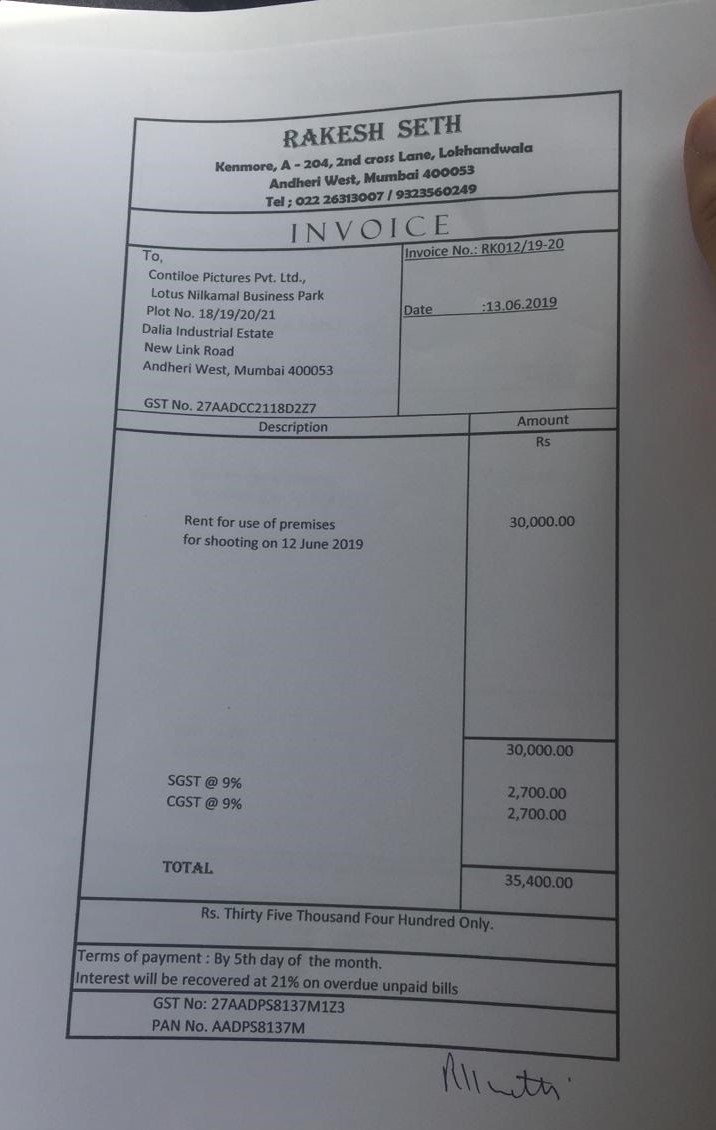 RAKESH SETH
Kenmore, A - 204, 2nd cross Lane, Lokhandwala
Andheri West, Mumbai 400053
Tel ; 022 26313007 / 9323560249
INVOICE
To,
Contiloe Pictures Pvt. Ltd.,
Lotus Nilkamal Business Park
Plot No. 18/19/20/21
Dalia Industrial Estate
New Link Road
Andheri West, Mumbai 400053
GST No. 27AADCC2118D2Z7
Invoice No.: RK012/19-20
Date :13.06.2019
Description Amount
Rs
Rent for use of premises 30,000.00
for shooting on 12 June 2019
30,000.00
SGST @ 9% 2,700.00
CGST @ 9% 2,700.00
TOTAL 35,400.00
Rs. Thirty Five Thousand Four Hundred Only.
Terms of payment : By 5th day of the month.
Interest will be recovered at 21% on overdue unpaid bills
GST No: 27AADPS8137M1Z3
PAN No. AADPS8137M